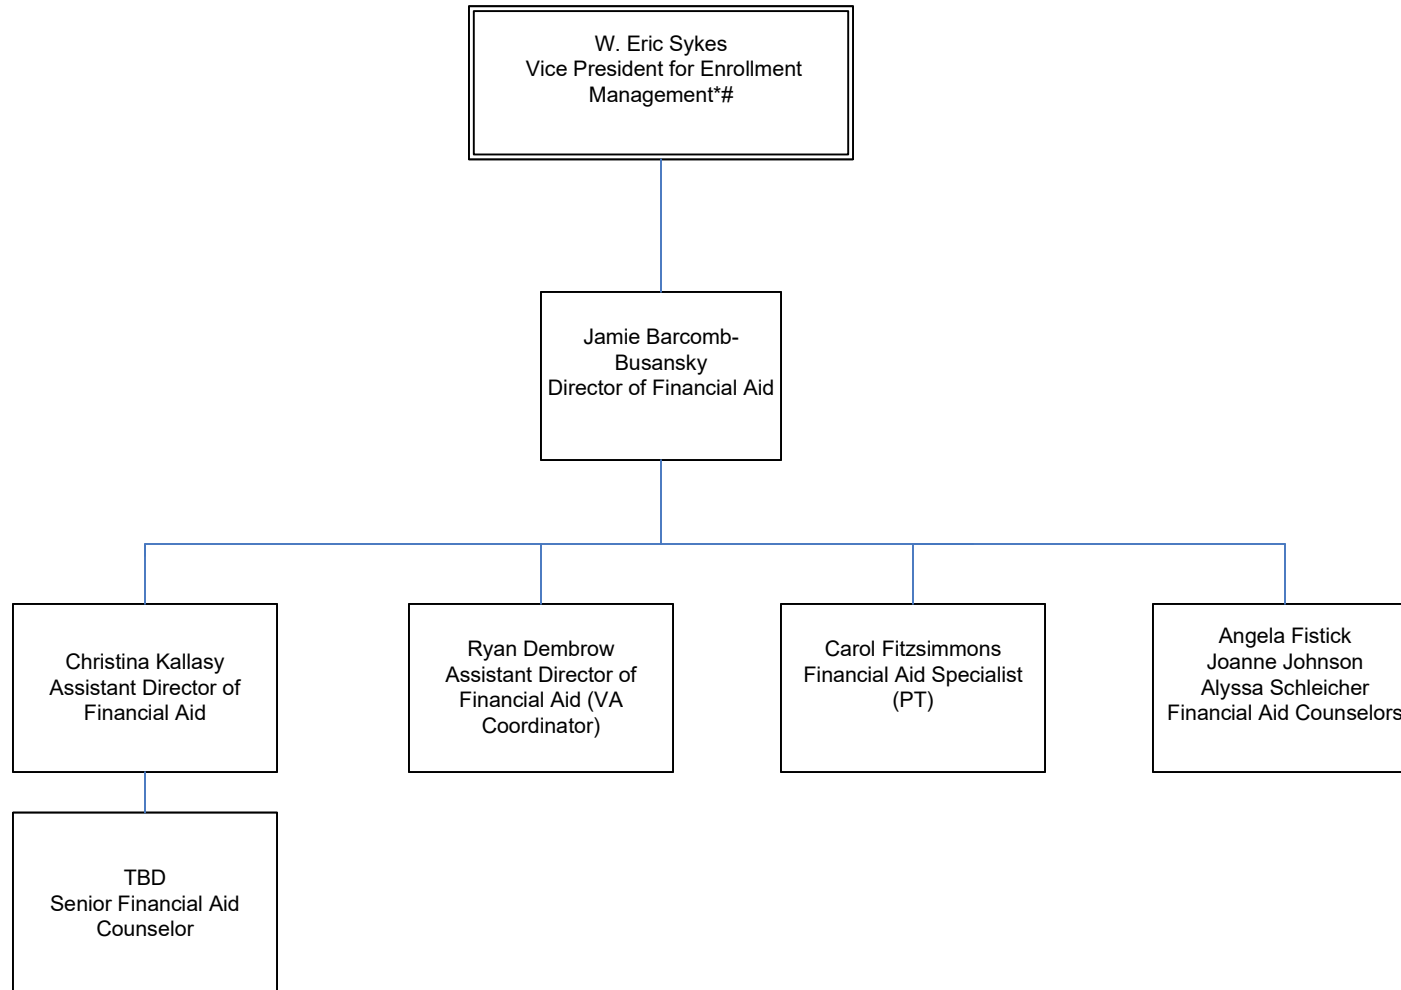 W. Eric Sykes
Vice President for Enrollment
Management*#
Jamie Barcomb-
Busansky
Director of Financial Aid
Christina Kallasy
Assistant Director of
Financial Aid
Ryan Dembrow
Assistant Director of
Financial Aid (VA
Coordinator)
Carol Fitzsimmons
Financial Aid Specialist
(PT)
Angela Fistick
Joanne Johnson
Alyssa Schleicher
Financial Aid Counselors
TBD
Senior Financial Aid
Counselor